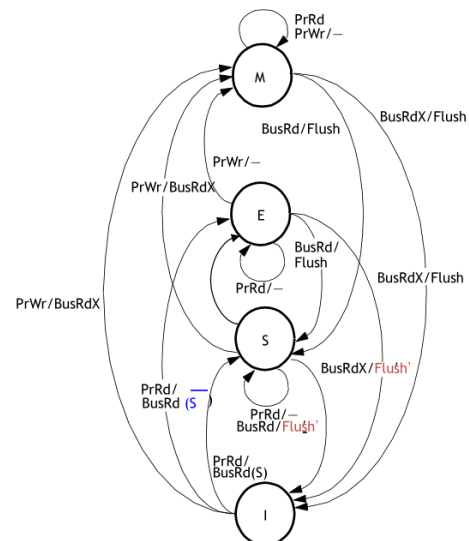 PrRd
PrWr/—
M
BusRdX/Flush
BusRd/Flush
PrWr/—
PrWr/BusRdX
E
BusRd/
Flush
BusRdX/Flush
PrRd/—
PrWr/BusRdX
S
BusRdX/Flush'
PrRd/
BusRd (S)
PrRd/—
BusRd/Flush'
PrRd/
BusRd(S)
I